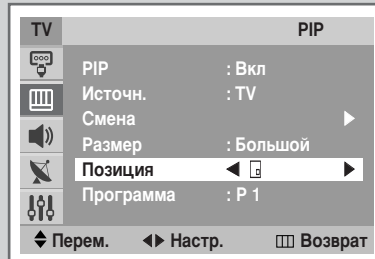 TV PIP
PIP : Вкл
Источн. : TV
Смена
Размер : Большой
Позиция
Программа : P 1
Перем. Настр. Возврат